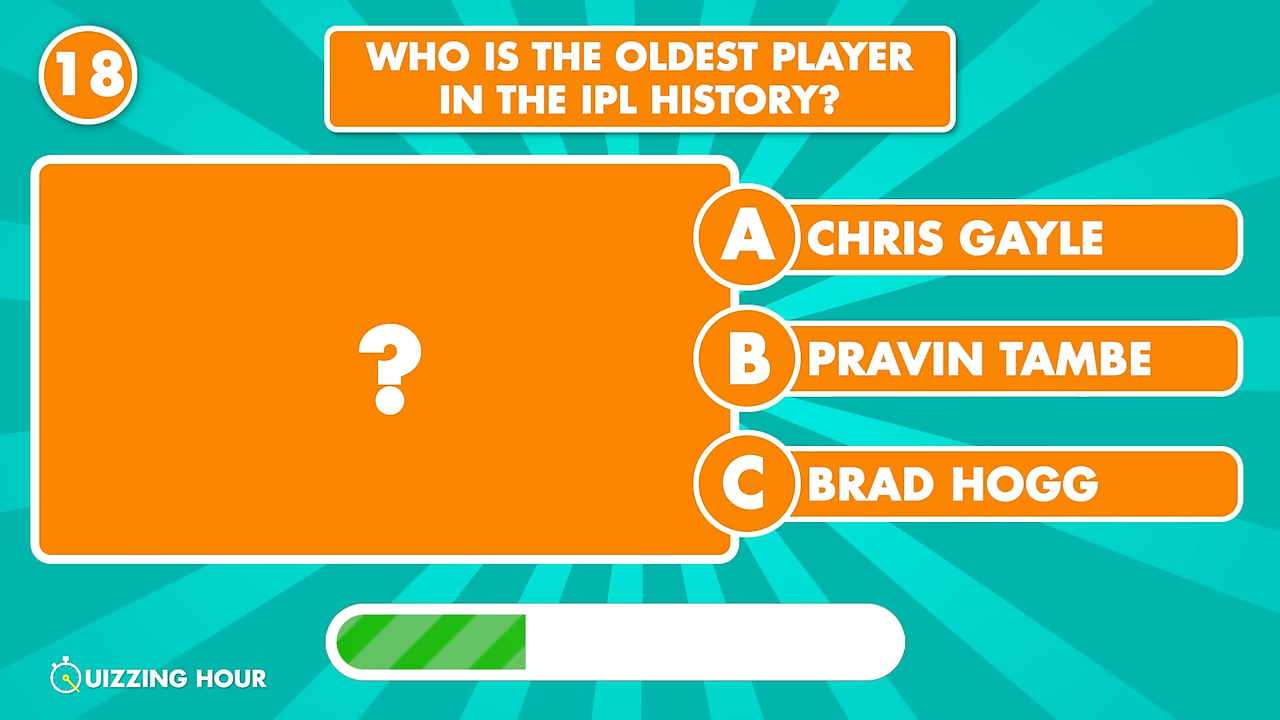 18
WHO IS THE OLDEST PLAYER
IN THE IPL HISTORY?
?
A CHRIS GAYLE
B PRAVIN TAMBE
C BRAD HOGG
QUIZZING HOUR